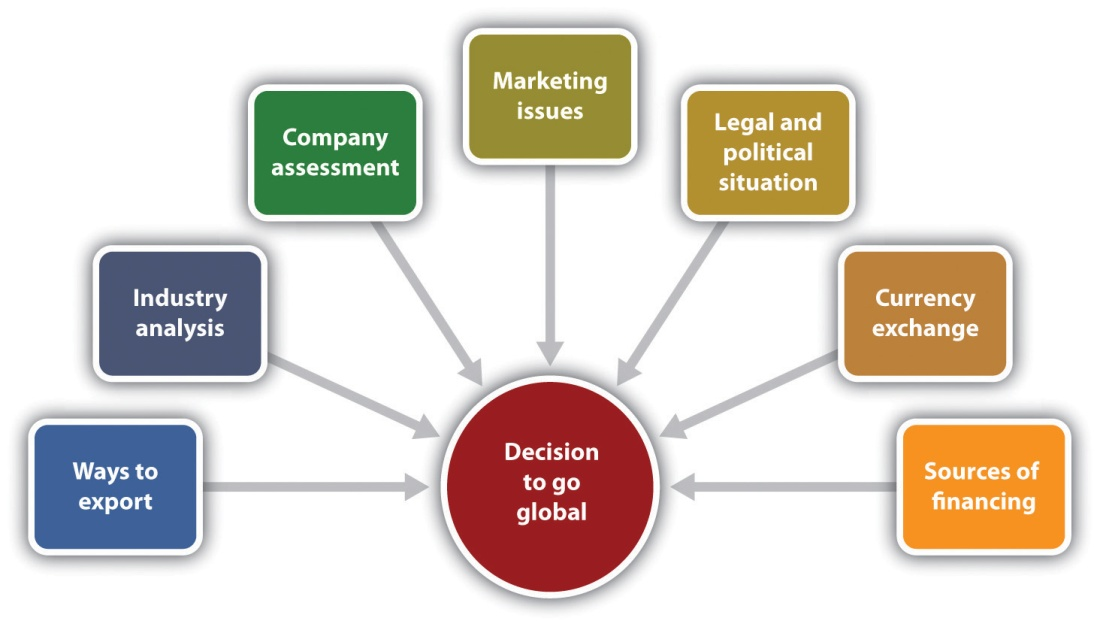 Marketing
issues
Company
assessment
Legal and
political
situation
Industry
analysis
Currency
exchange
Ways to
export
Decision
to go
global
Sources of
financing